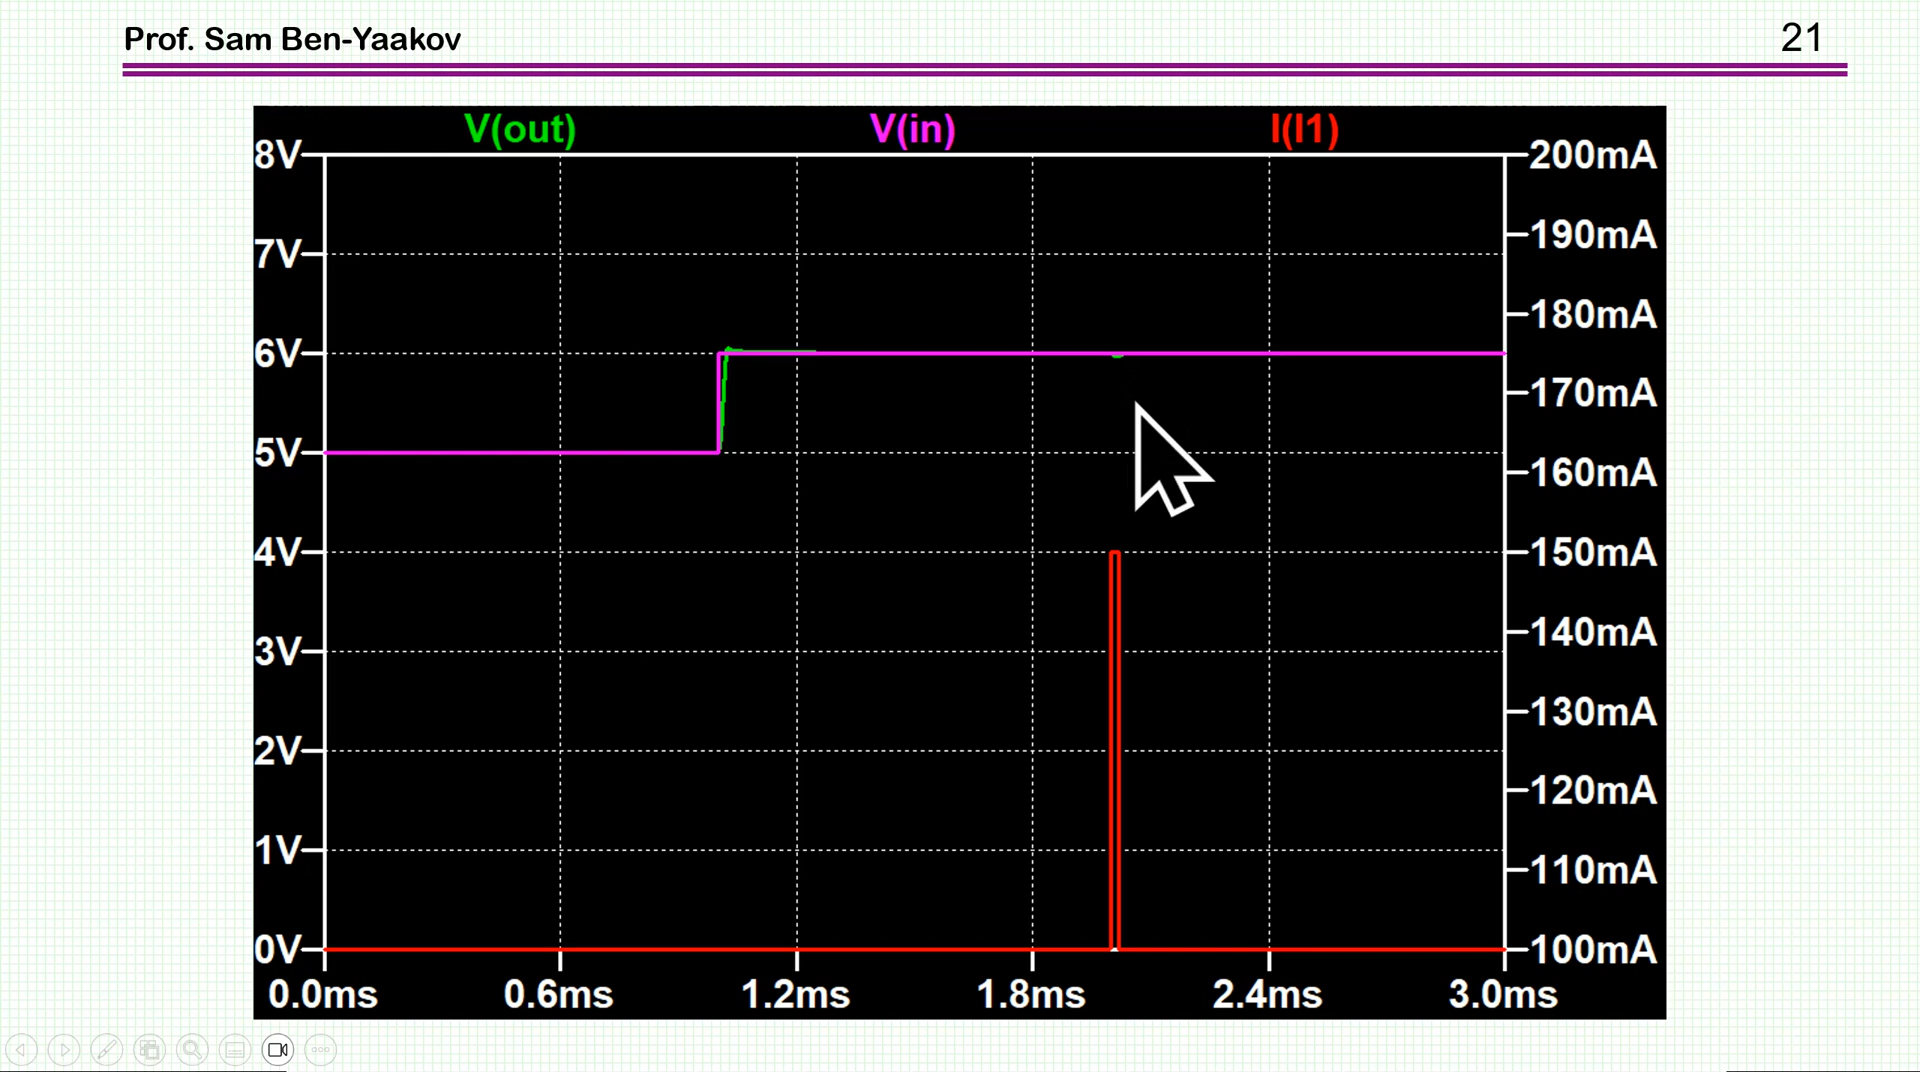 Prof. Sam Ben-Yaakov
21
V(out)
V(in)
I(I1)
8V
7V
6V
5V
4V
3V
2V
1V
0V
200mA
190mA
180mA
170mA
160mA
150mA
140mA
130mA
120mA
110mA
100mA
0.0ms
0.6ms
1.2ms
1.8ms
2.4ms
3.0ms